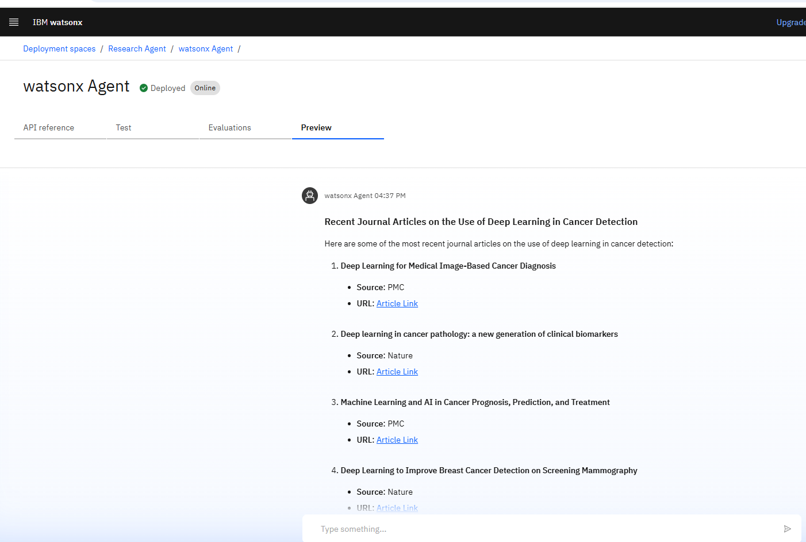 IBM watsonx
Upgrade
Deployment spaces / Research Agent / watsonx Agent /
watsonx Agent Deployed Online
API reference Test Evaluations Preview
watsonx Agent 04:37 PM
Recent Journal Articles on the Use of Deep Learning in Cancer Detection
Here are some of the most recent journal articles on the use of deep learning in cancer detection:
1. Deep Learning for Medical Image-Based Cancer Diagnosis
• Source: PMC
• URL: Article Link
2. Deep learning in cancer pathology: a new generation of clinical biomarkers
• Source: Nature
• URL: Article Link
3. Machine Learning and AI in Cancer Prognosis, Prediction, and Treatment
• Source: PMC
• URL: Article Link
4. Deep Learning to Improve Breast Cancer Detection on Screening Mammography
• Source: Nature
• URL: Article Link
Type something...